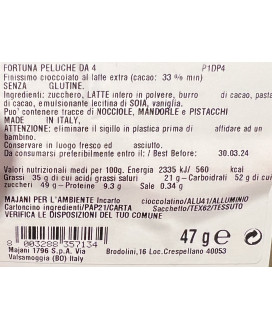 FORTUNA PELUCHE DA 4 P1DP4
Finissimo cioccolato al latte extra (cacao: 33 % min)
SENZA GLUTINE.
Ingredienti: zucchero, LATTE intero in polvere, burro di cacao, pasta di
cacao, emulsionante lecitina di SOIA, vaniglia.
Puo' contenere tracce di NOCCIOLE, MANDORLE e PISTACCHI
MADE IN ITALY,
ATTENZIONE: eliminare il sigillo in plastica prima di affidare ad un
bambino.
Conservare in luogo fresco ed asciutto.
Da consumarsi preferibilmente entro il: / Best Before: 30.03.24
Valori nutrizionali medi per 100g. Energia 2335 kJ/ 560 kcal
Grassi 35 g di cui acidi grassi saturi 21 g- Carboidrati 52 g di cui
zuccheri 49 g- Proteine 9.3 g Sale 0.34 g
MAJANI PER L'AMBIENTE Incarto cioccolatino/ALU41/ALLUMINIO
Cartoncino ingredienti/PAP21/CARTA Sacchetto/TEX62/TESSUTO
VERIFICA LE DISPOSIZIONI DEL TUO COMUNE
8 003288 357134
47 g e
Majani 1796 S.p.A. Via Brodolini,16 Loc.Crespellano
Valsamoggia (BO) Italy